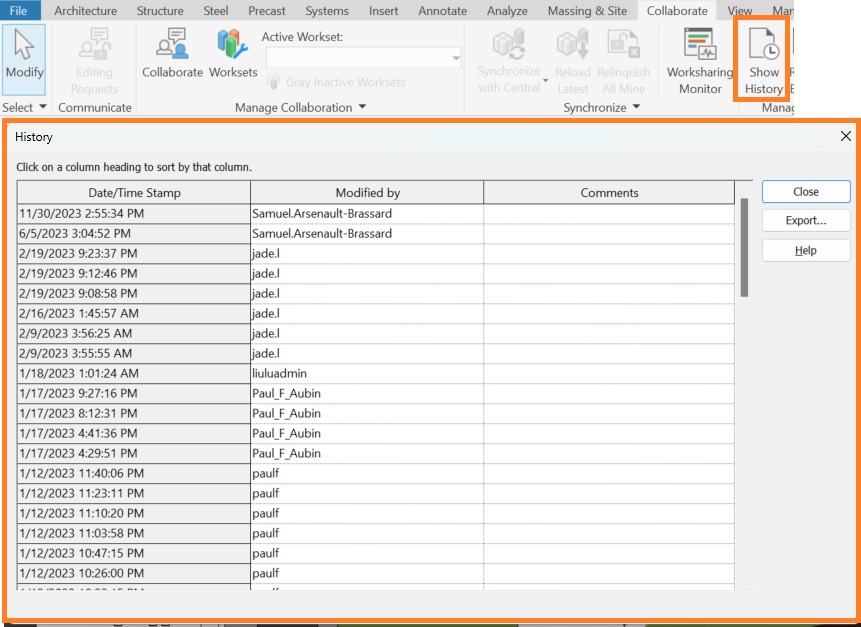 File Architecture Structure Steel Precast Systems Insert Annotate Analyze Massing & Site Collaborate View
Modify
Editing Requests
Collaborate
Worksets
Active Workset:
Gray Inactive Worksets
Synchronize with Central
Reload Latest
Relinquish All Mine
Worksharing Monitor
Show History
Select
Communicate
Manage Collaboration
Synchronize
History
Click on a column heading to sort by that column.
Date/Time Stamp Modified by Comments
11/30/2023 2:55:34 PM Samuel.Arsenault-Brassard
6/5/2023 3:04:52 PM Samuel.Arsenault-Brassard
2/19/2023 9:23:37 PM jade.l
2/19/2023 9:12:46 PM jade.l
2/19/2023 9:08:58 PM jade.l
2/16/2023 1:45:57 AM jade.l
2/9/2023 3:56:25 AM jade.l
2/9/2023 3:55:55 AM jade.l
1/18/2023 1:01:24 AM liuluadmin
1/17/2023 9:27:16 PM Paul_F_Aubin
1/17/2023 8:12:31 PM Paul_F_Aubin
1/17/2023 4:41:36 PM Paul_F_Aubin
1/17/2023 4:29:51 PM Paul_F_Aubin
1/12/2023 11:40:06 PM paulf
1/12/2023 11:23:11 PM paulf
1/12/2023 11:10:20 PM paulf
1/12/2023 11:03:58 PM paulf
1/12/2023 10:47:15 PM paulf
1/12/2023 10:26:00 PM paulf
Close
Export...
Help